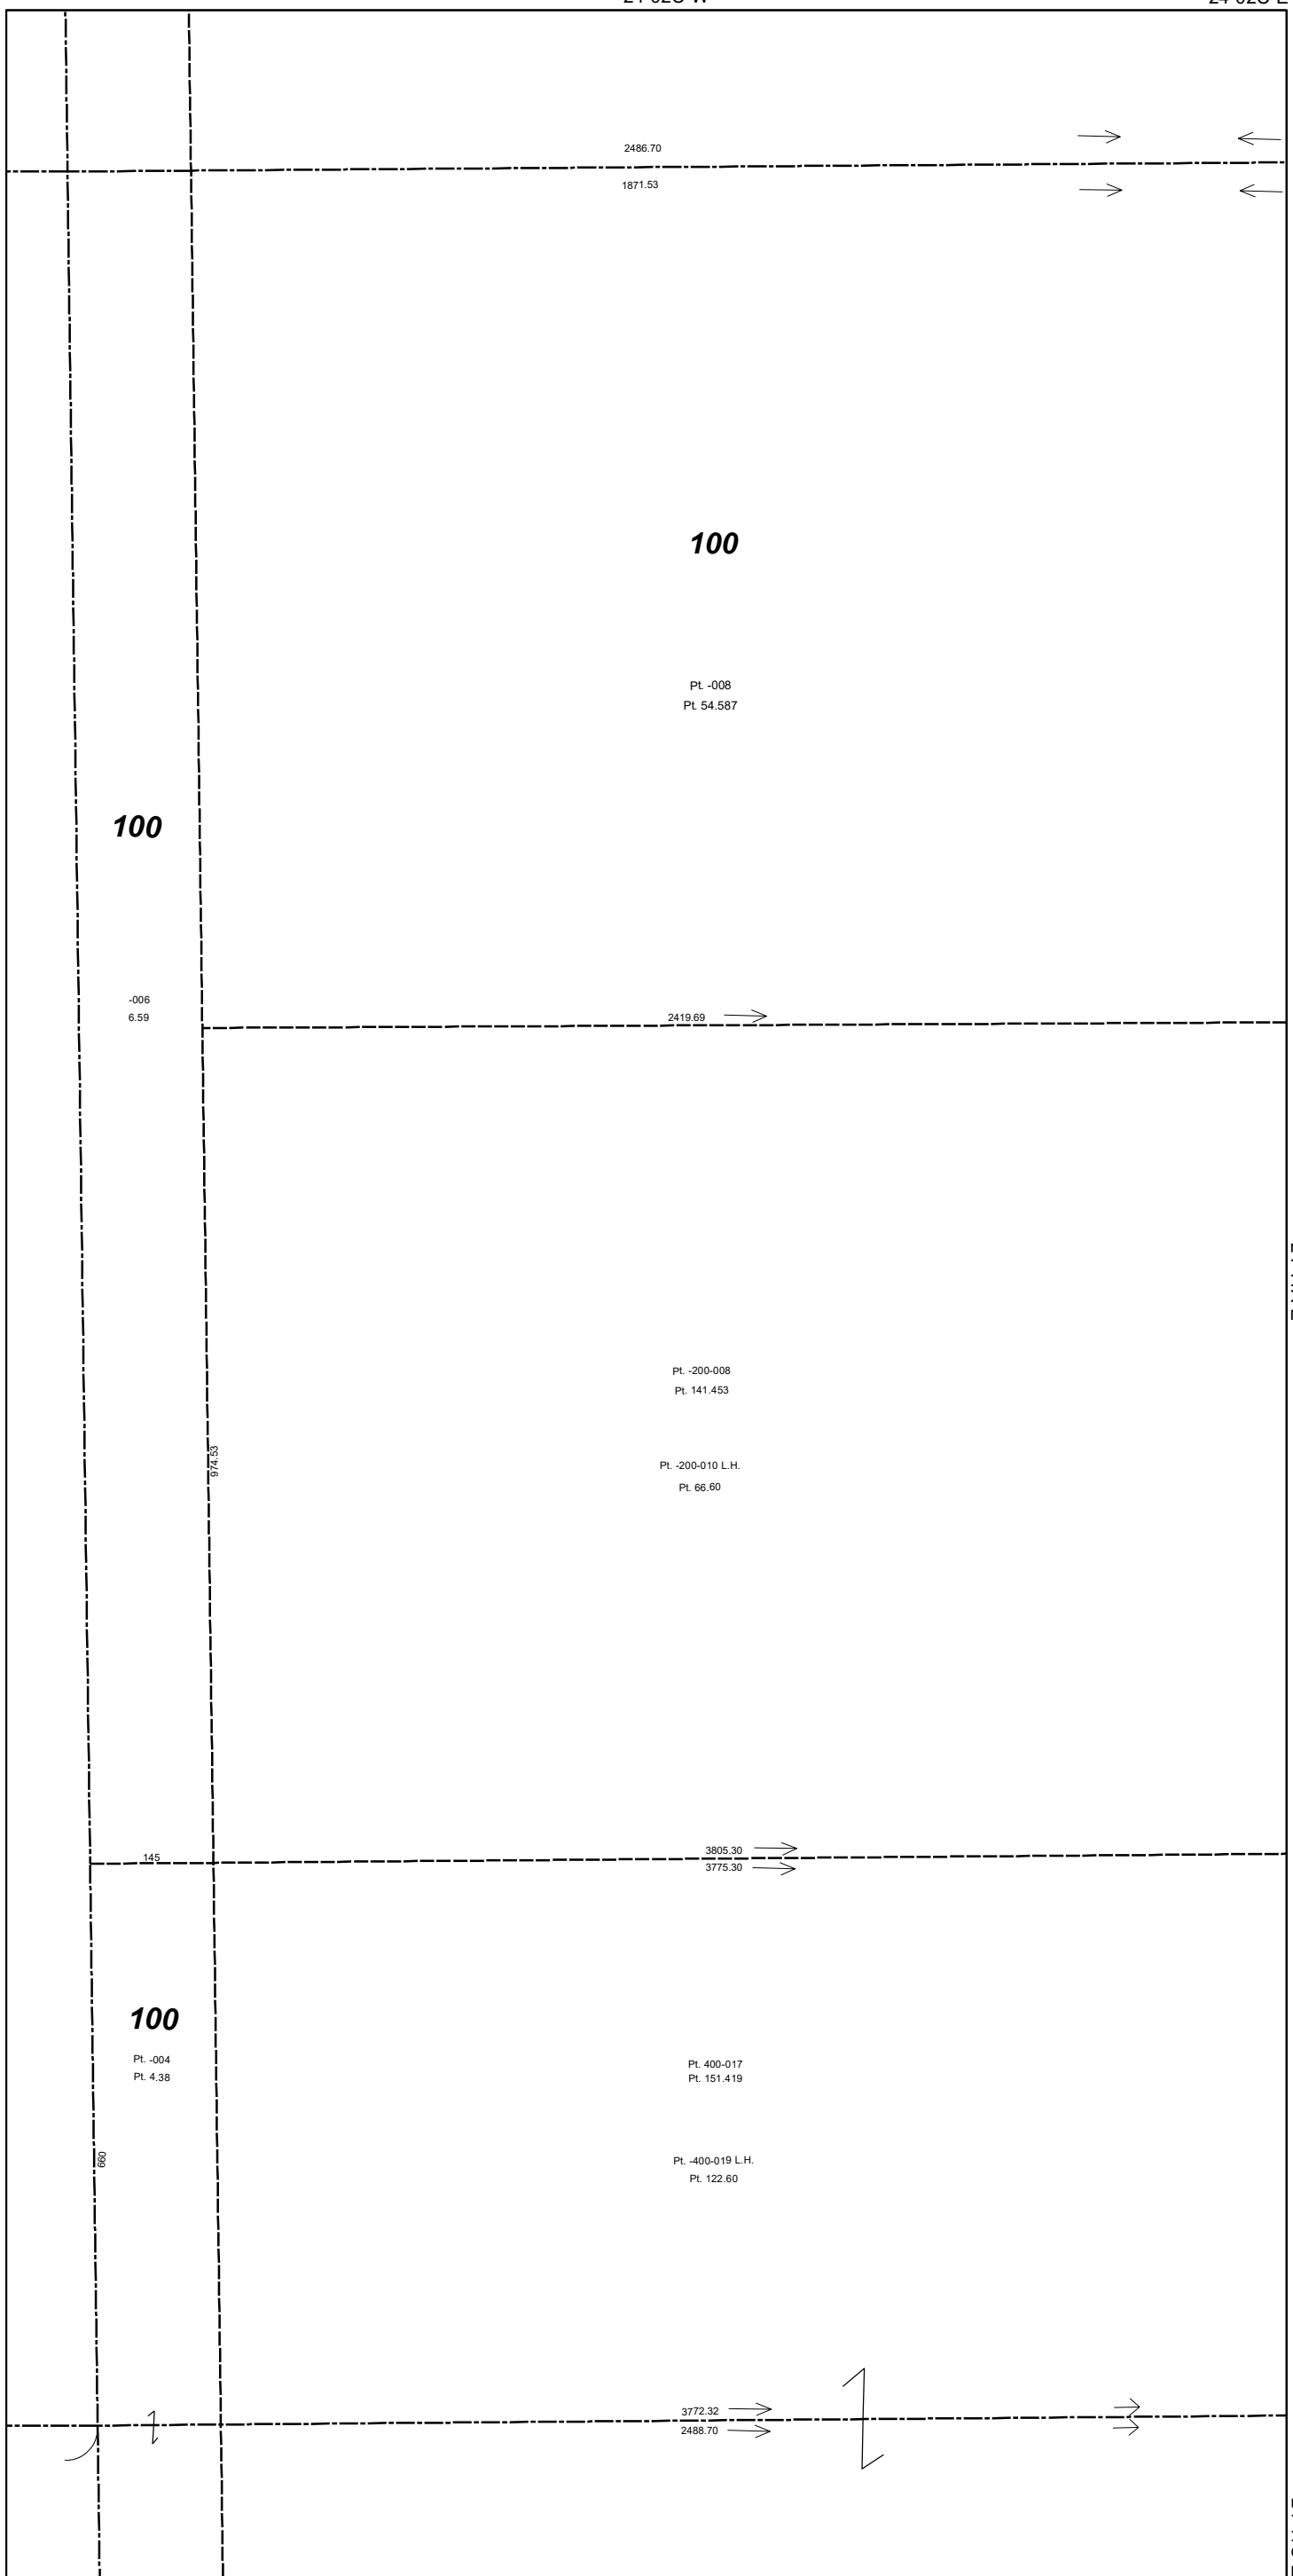 2486.70
1871.53
100
Pt. -008
Pt. 54.587
100
-006
6.59
2419.69
Pt. -200-008
Pt. 141.453
974.53
Pt. -200-010 L.H.
Pt. 66.60
145
3805.30
3775.30
100
Pt. -004
Pt. 4.38
Pt. 400-017
Pt. 151.419
660
Pt. -400-019 L.H.
Pt. 122.60
3772.32
2488.70